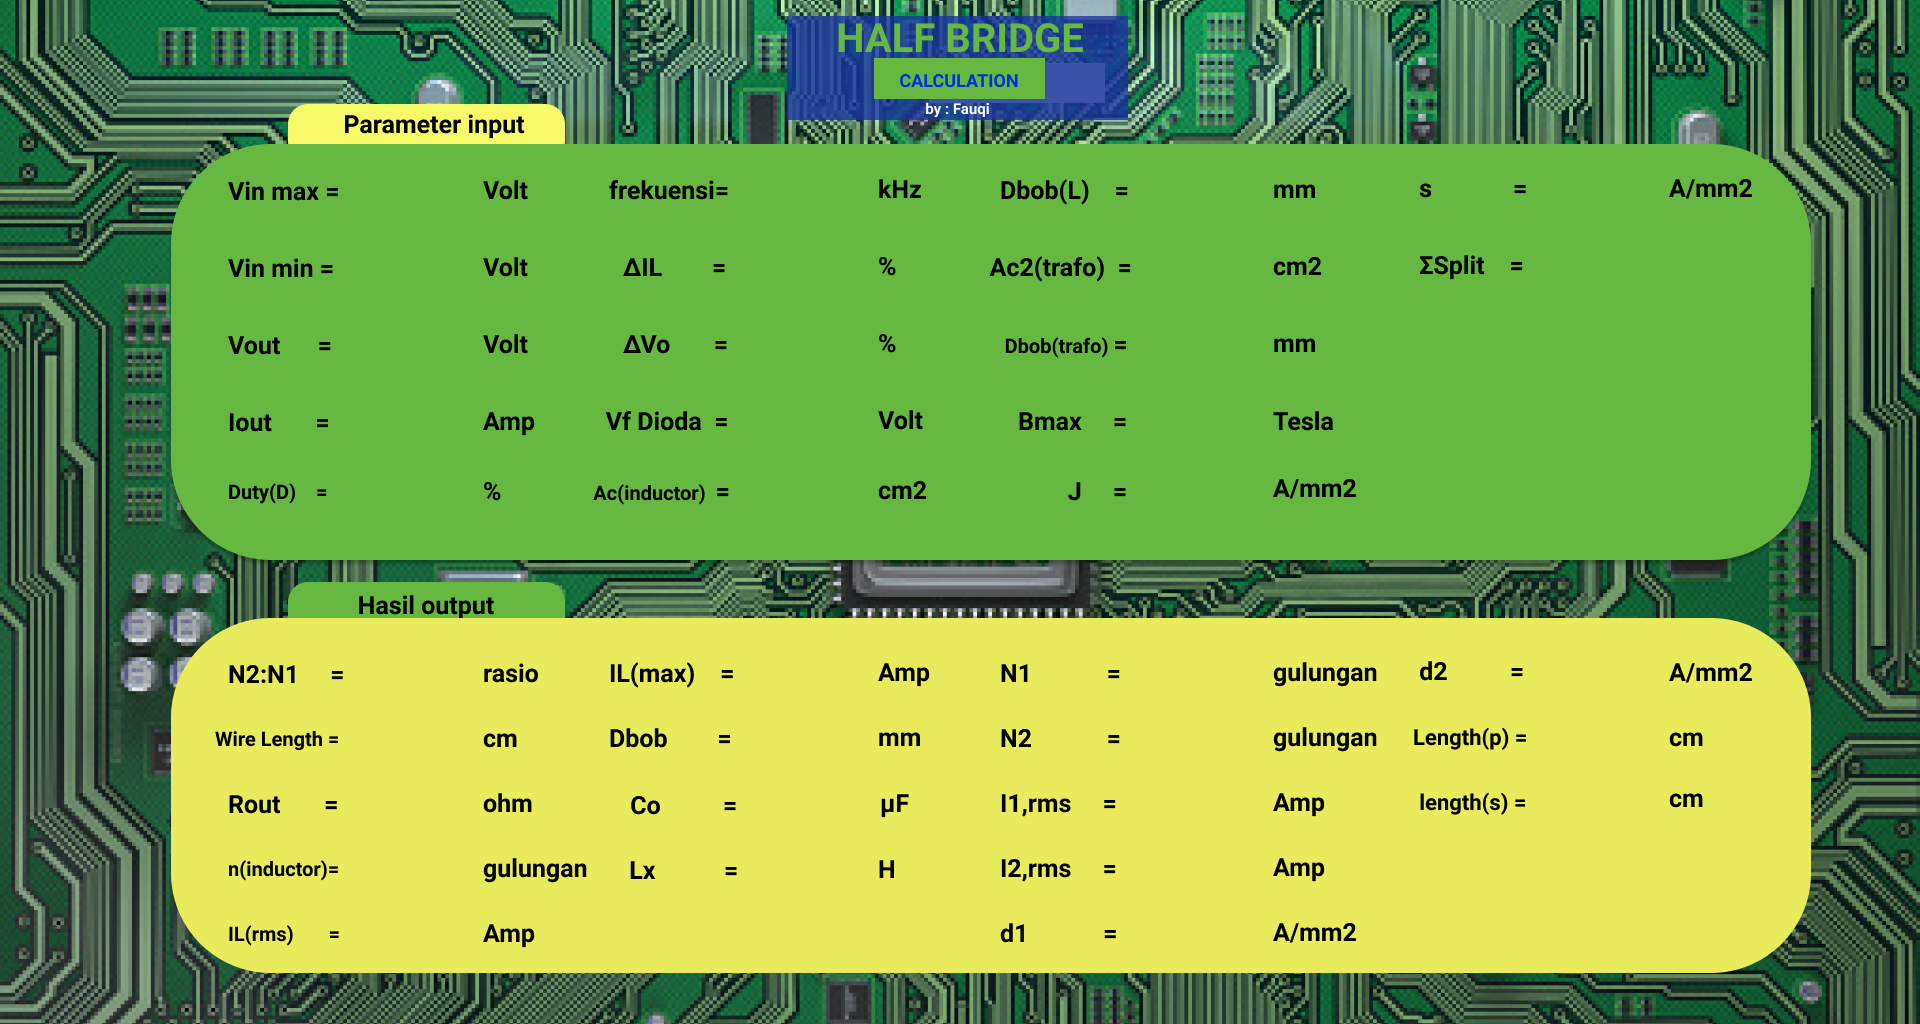 HALF BRIDGE
CALCULATION
by : Fauqi
Parameter input
Vin max = Volt frekuensi= kHz Dbob(L) = mm s = A/mm2
Vin min = Volt ΔIL = % Ac2(trafo) = cm2 ΣSplit =
Vout = Volt ΔVo = % Dbob(trafo) = mm
Iout = Amp Vf Dioda = Volt Bmax = Tesla
Duty(D) = % Ac(inductor) = cm2 J = A/mm2
Hasil output
N2:N1 = rasio IL(max) = Amp N1 = gulungan d2 = A/mm2
Wire Length = cm Dbob = mm N2 = gulungan Length(p) = cm
Rout = ohm Co = µF I1,rms = Amp length(s) = cm
n(inductor)= gulungan Lx = H I2,rms = Amp
IL(rms) = Amp d1 = A/mm2